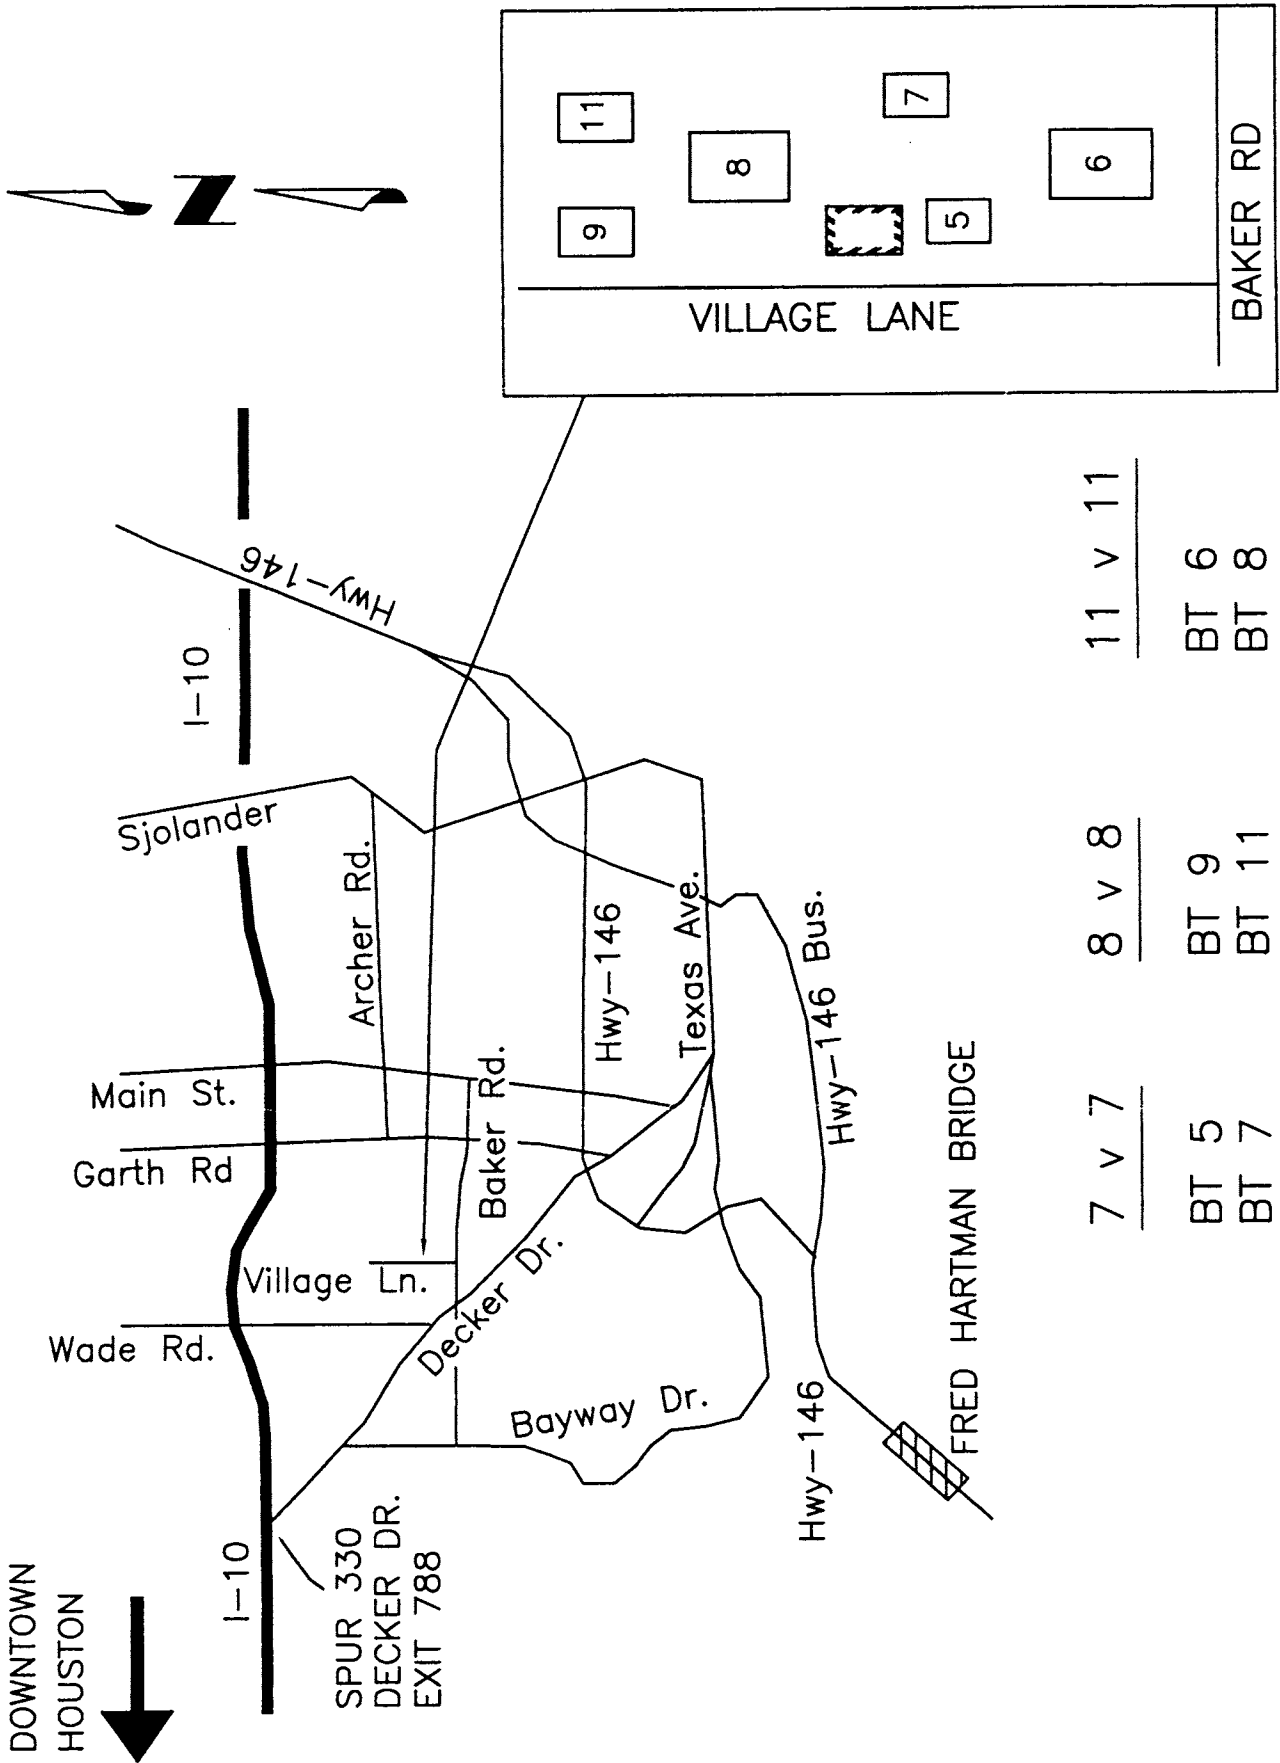 DOWNTOWN
HOUSTON
I-10
SPUR 330
DECKER DR.
EXIT 788
Wade Rd.
Village Ln.
Garth Rd
Main St.
Archer Rd.
Sjolander
I-10
Hwy-146
Decker Dr.
Baker Rd.
Bayway Dr.
Hwy-146
Texas Ave.
Hwy-146 Bus.
Hwy-146
FRED HARTMAN BRIDGE
N
9
11
8
7
5
6
VILLAGE LANE
BAKER RD
7 v 7
BT 5
BT 7
8 v 8
BT 9
BT 11
11 v 11
BT 6
BT 8